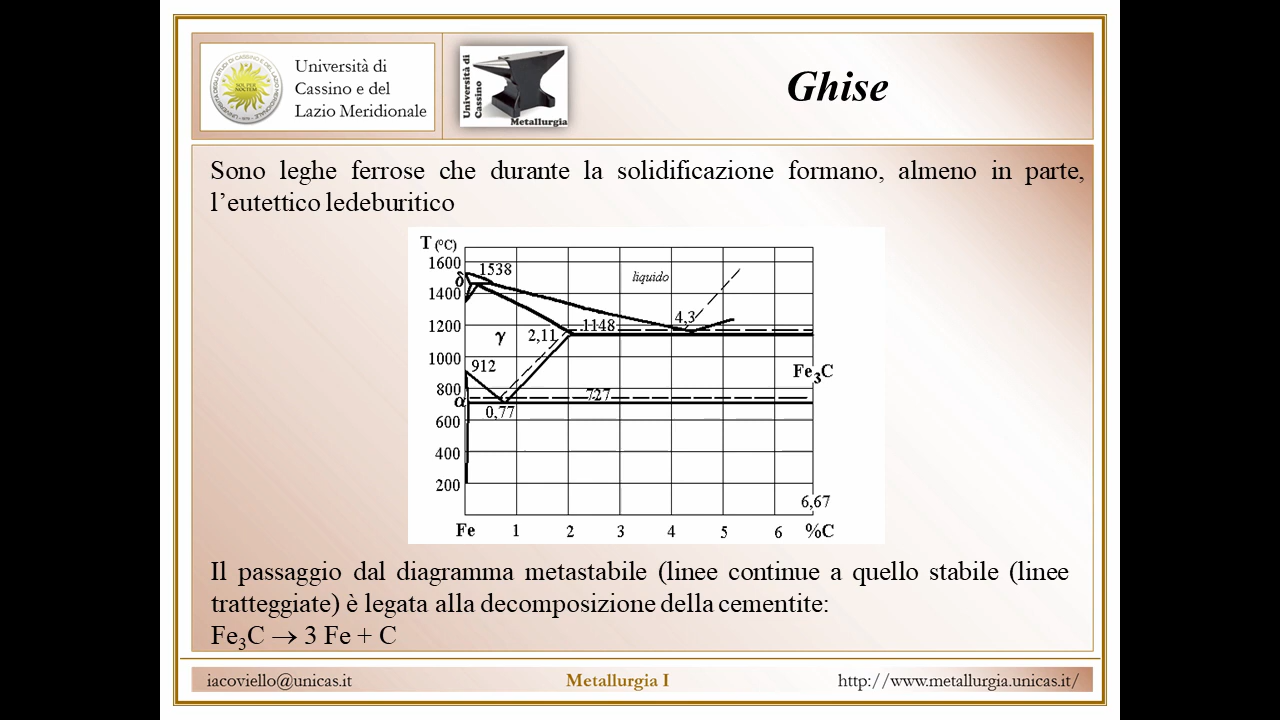 Università di
Cassino e del
Lazio Meridionale
Università di
Cassino
Metallurgia
Ghise
Sono leghe ferrose che durante la solidificazione formano, almeno in parte,
l’eutettico ledeburitico
T (°C)
1600
1400
1200
1000
800
600
400
200
δ
1538
liquido
4,3
1148
2,11
γ
912
Fe3C
α
727
0,77
6,67
Fe 1 2 3 4 5 6 %C
Il passaggio dal diagramma metastabile (linee continue a quello stabile (linee
tratteggiate) è legata alla decomposizione della cementite:
Fe3C → 3 Fe + C
iacoviello@unicas.it Metallurgia I http://www.metallurgia.unicas.it/